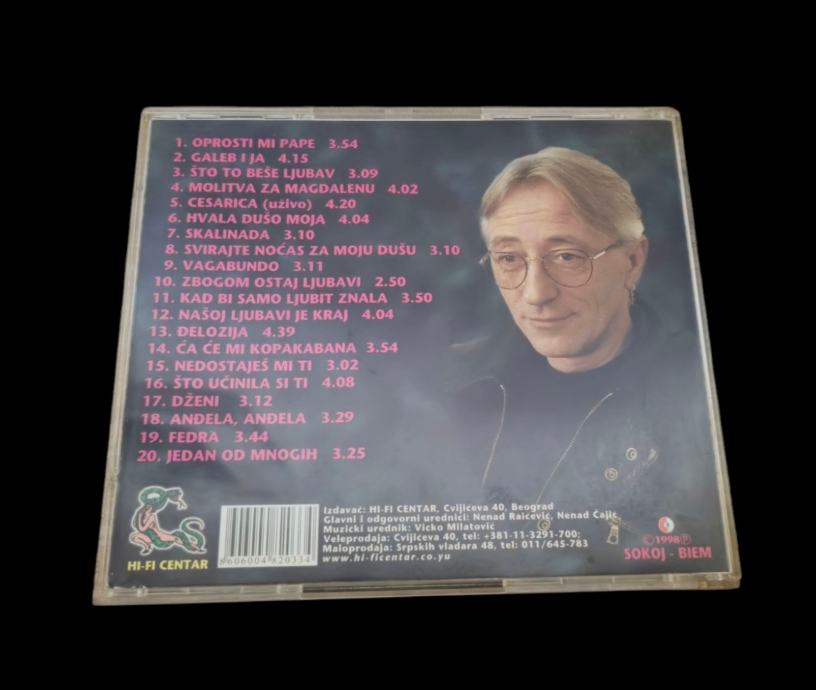 1. OPROSTI MI PAPE 3.54
2. GALEB I JA 4.15
3. ŠTO TO BEŠE LJUBAV 3.09
4. MOLITVA ZA MAGDALENU 4.02
5. CESARICA (uživo) 4.20
6. HVALA DUŠO MOJA 4.04
7. SKALINADA 3.10
8. SVIRAJTE NOĆAS ZA MOJU DUŠU 3.10
9. VAGABUNDO 3.11
10. ZBOGOM OSTAJ LJUBAVI 2.50
11. KAD BI SAMO LJUBIT ZNALA 3.50
12. NAŠOJ LJUBAVI JE KRAJ 4.04
13. ĐELOZIJA 4.39
14. ĆA ĆE MI KOPAKABANA 3.54
15. NEDOSTAJEŠ MI TI 3.02
16. ŠTO UČINILA SI TI 4.08
17. DŽENI 3.12
18. ANĐELA, ANĐELA 3.29
19. FEDRA 3.44
20. JEDAN OD MNOGIH 3.25
HI-FI CENTAR
8606004820334
Izdavač: HI-FI CENTAR, Cvijiceva 40, Beograd
Glavni i odgovorni urednici: Nenad Raicević, Nenad Čajić
Muzicki urednik: Vicko Milatović
Veleprodaja: Cvijiceva 40, tel: +381-11-3291-700;
Maloprodaja: Srpskih vladara 48, tel: 011/645-783
www.hi-ficentar.co.yu
©1998Ⓟ
SOKOJ - BIEM